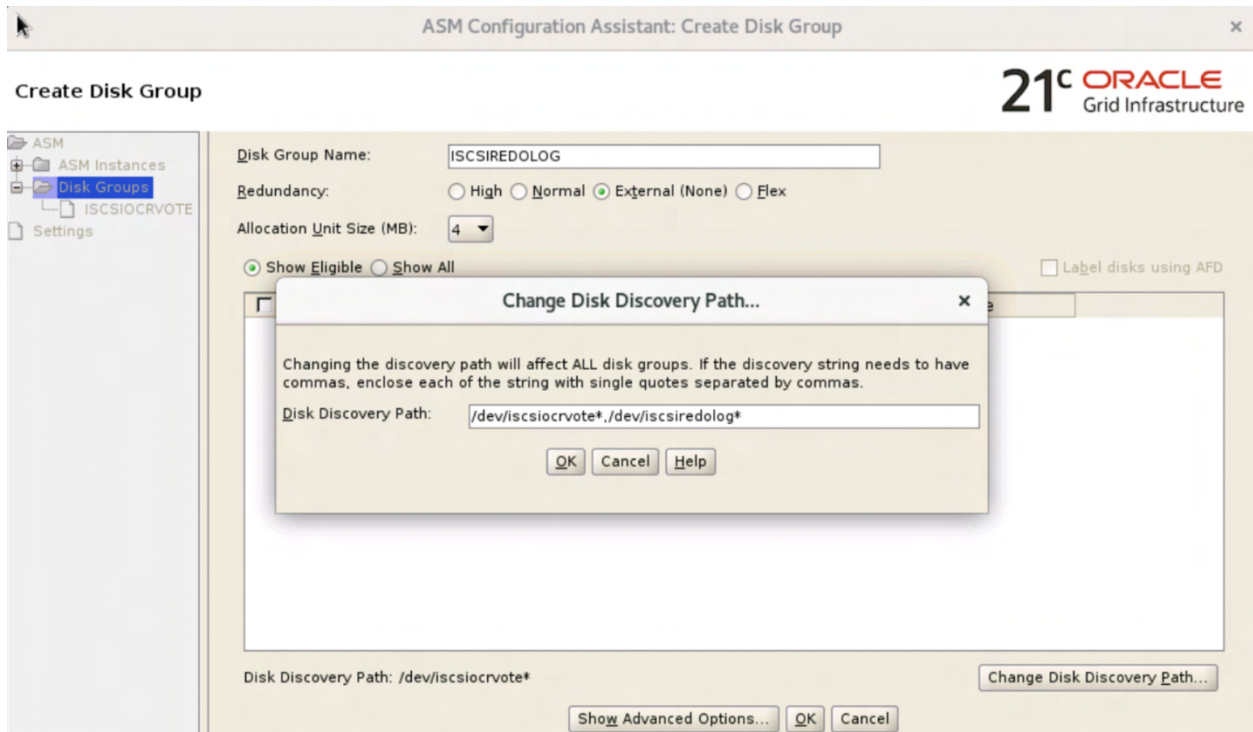 ASM Configuration Assistant: Create Disk Group
Create Disk Group
21c ORACLE
Grid Infrastructure
ASM
ASM Instances
Disk Groups
ISCSIOCRVOTE
Settings
Disk Group Name: ISCSIREDOLOG
Redundancy: High Normal External (None) Flex
Allocation Unit Size (MB): 4
Show Eligible Show All Label disks using AFD
Change Disk Discovery Path...
Changing the discovery path will affect ALL disk groups. If the discovery string needs to have
commas, enclose each of the string with single quotes separated by commas.
Disk Discovery Path: /dev/iscsiocrvote*,/dev/iscsiredolog*
OK Cancel Help
Disk Discovery Path: /dev/iscsiocrvote* Change Disk Discovery Path...
Show Advanced Options... OK Cancel